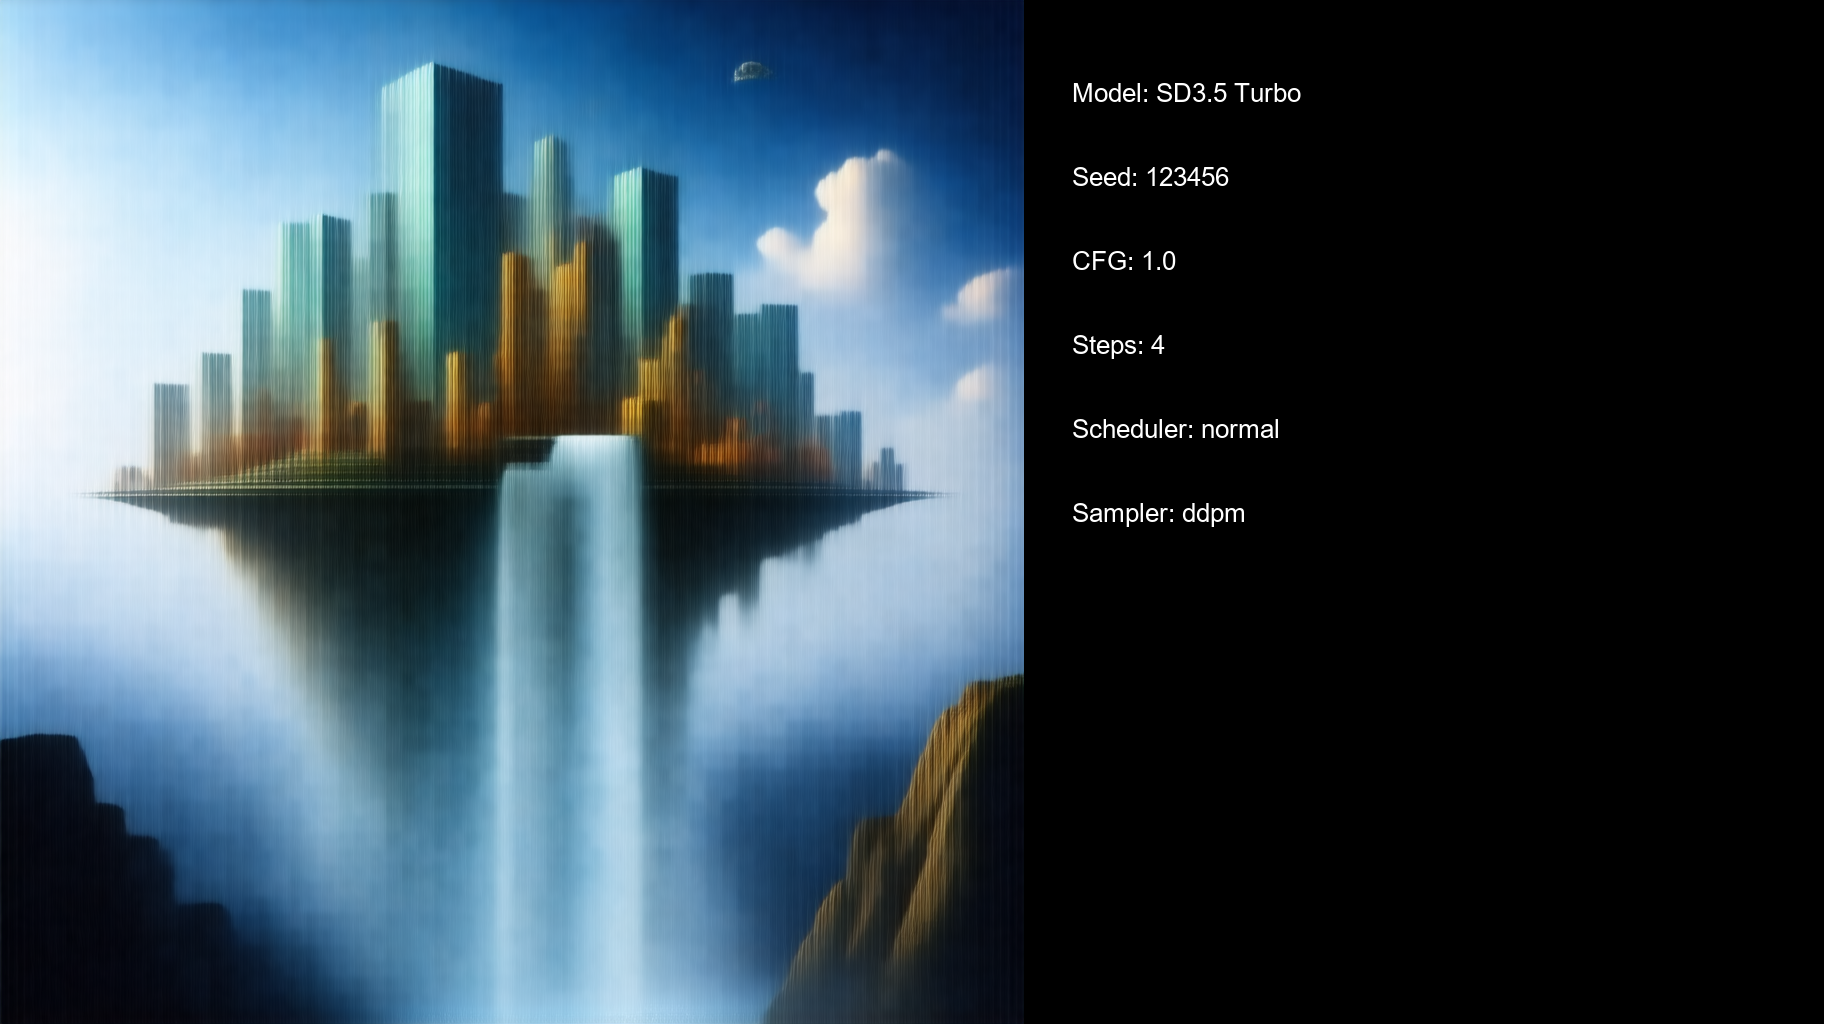 Model: SD3.5 Turbo
Seed: 123456
CFG: 1.0
Steps: 4
Scheduler: normal
Sampler: ddpm